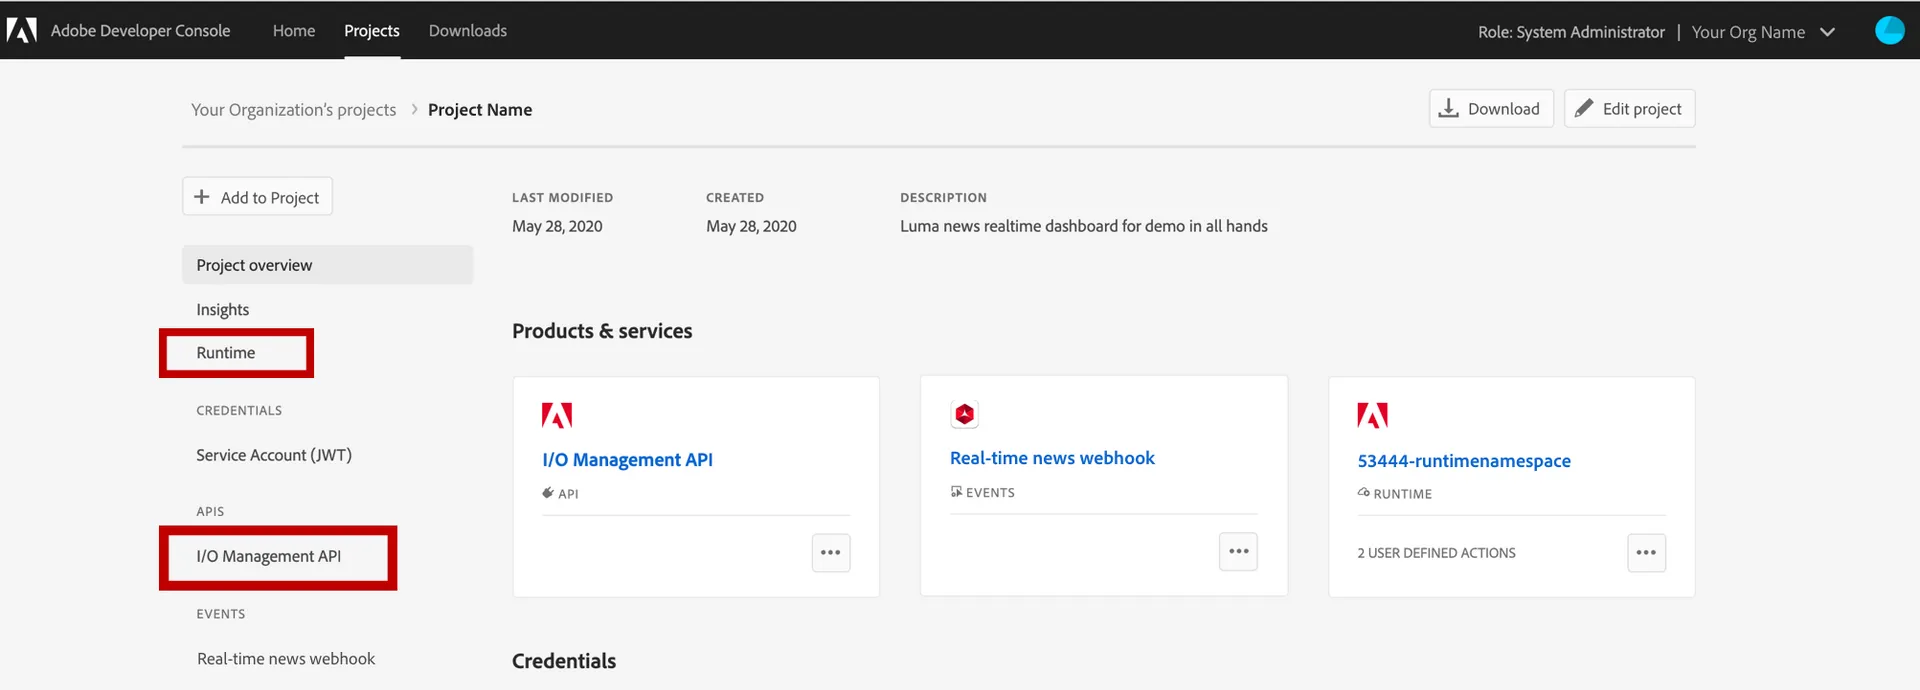 Adobe Developer Console Home Projects Downloads Role: System Administrator | Your Org Name
Your Organization's projects > Project Name Download Edit project
+ Add to Project
Project overview
Insights
Runtime
CREDENTIALS
Service Account (JWT)
APIS
I/O Management API
EVENTS
Real-time news webhook
LAST MODIFIED
May 28, 2020
CREATED
May 28, 2020
DESCRIPTION
Luma news realtime dashboard for demo in all hands
Products & services
I/O Management API
API
Real-time news webhook
EVENTS
53444-runtimenamespace
RUNTIME
2 USER DEFINED ACTIONS
Credentials